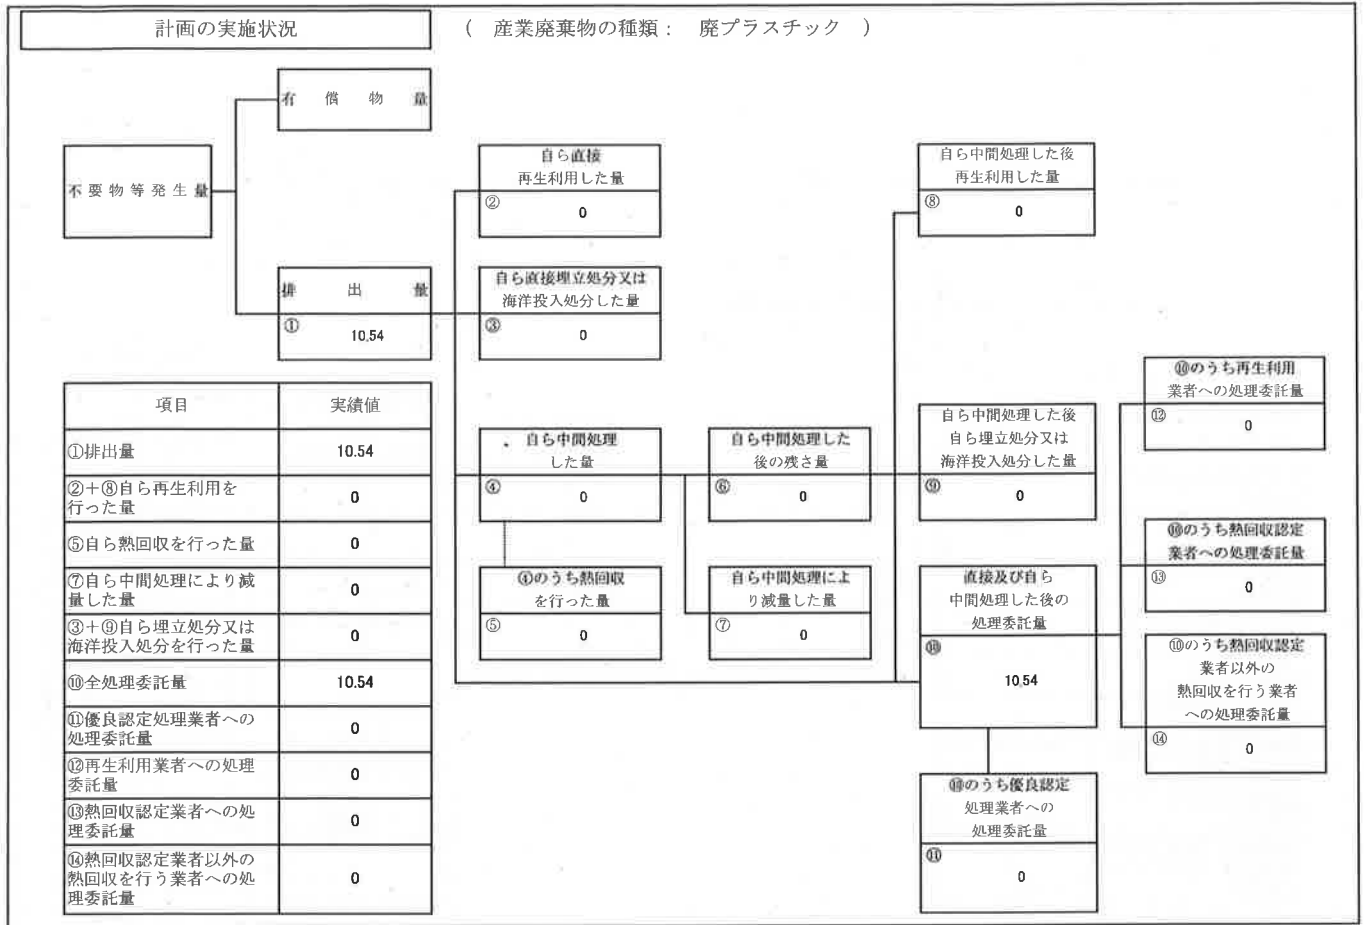 計画の実施状況
( 産業廃棄物の種類： 廃プラスチック )
有償物量
不要物等発生量
排出量
① 10.54
自ら直接
再生利用した量
② 0
自ら直接埋立処分又は
海洋投入処分した量
③ 0
自ら中間処理した後
再生利用した量
⑧ 0
項目 実績値
①排出量 10.54
②＋⑧自ら再生利用を
行った量 0
⑤自ら熱回収を行った量 0
⑦自ら中間処理により減
量した量 0
③＋⑨自ら埋立処分又は
海洋投入処分を行った量 0
⑩全処理委託量 10.54
⑪優良認定処理業者への
処理委託量 0
⑫再生利用業者への処理
委託量 0
⑬熱回収認定業者への処
理委託量 0
⑭熱回収認定業者以外の
熱回収を行う業者への処
理委託量 0
自ら中間処理
した量
④ 0
④のうち熱回収
を行った量
⑤ 0
自ら中間処理した
後の残さ量
⑥ 0
自ら中間処理によ
り減量した量
⑦ 0
自ら中間処理した後
自ら埋立処分又は
海洋投入処分した量
⑨ 0
直接及び自ら
中間処理した後の
処理委託量
⑩
10.54
⑩のうち優良認定
処理業者への
処理委託量
⑪
0
⑩のうち再生利用
業者への処理委託量
⑫ 0
⑩のうち熱回収認定
業者への処理委託量
⑬ 0
⑩のうち熱回収認定
業者以外の
熱回収を行う業者
への処理委託量
⑭ 0